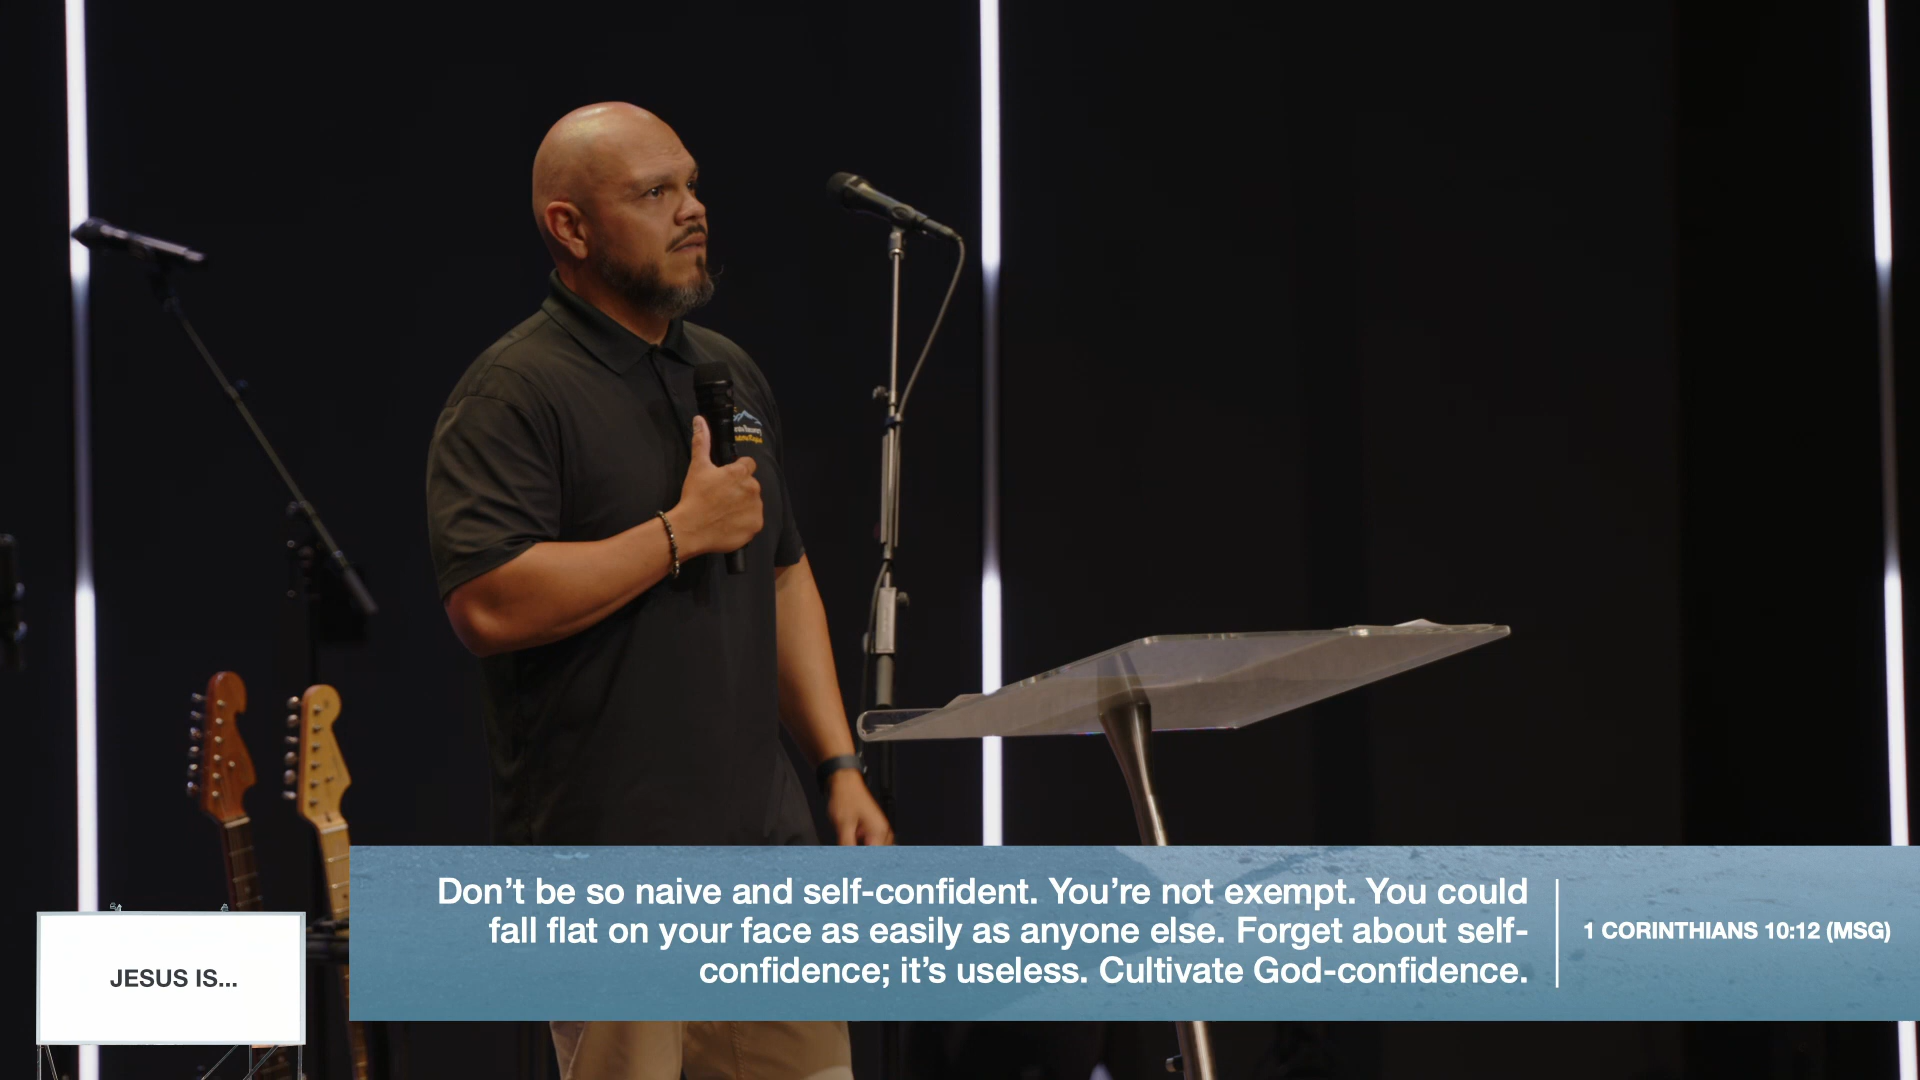 Don’t be so naive and self-confident. You’re not exempt. You could
fall flat on your face as easily as anyone else. Forget about self-
confidence; it’s useless. Cultivate God-confidence.
1 CORINTHIANS 10:12 (MSG)
JESUS IS...